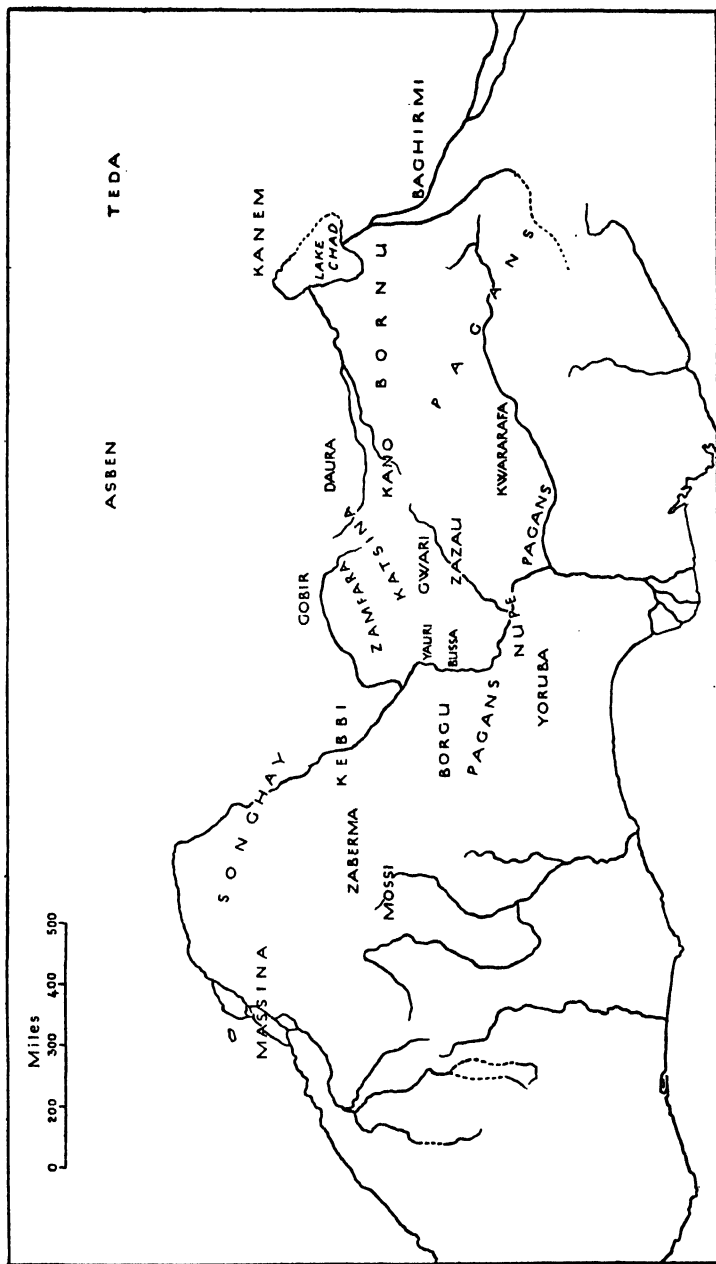 Miles
0 200 300 400 500
ASBEN
TEDA
MASSINA
SONGHAY
KANEM
GOBIR
LAKE
CHAD
DAURA
KEBBI
ZAMFARA
ZABERMA
KATSINA
KANO
BORNU
MOSSI
BAGHIRMI
YAURI
GWARI
BORGU
BUSSA
ZAZAU
PAGANS
PAGANS
KWARARAFA
NUPE
PAGANS
YORUBA